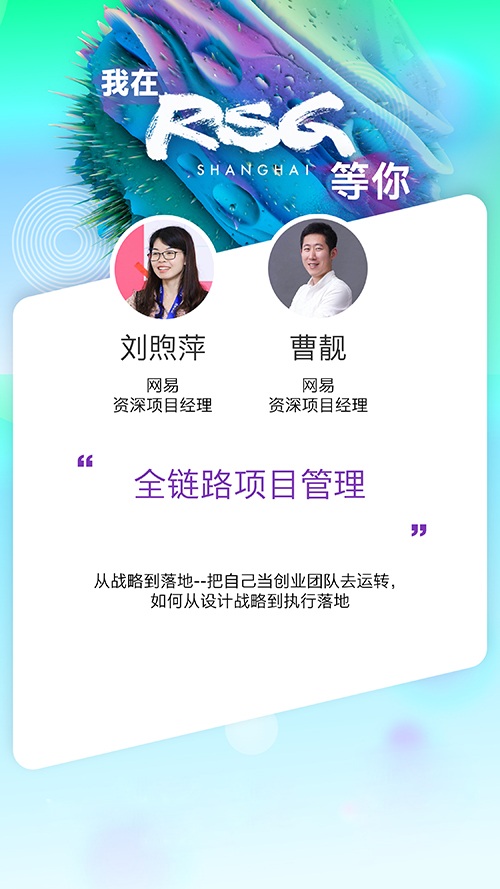 我在
RSG
SHANGHAI
等你
刘煦萍
曹靓
网易
资深项目经理
网易
资深项目经理
“
全链路项目管理
”
从战略到落地--把自己当创业团队去运转，
如何从设计战略到执行落地